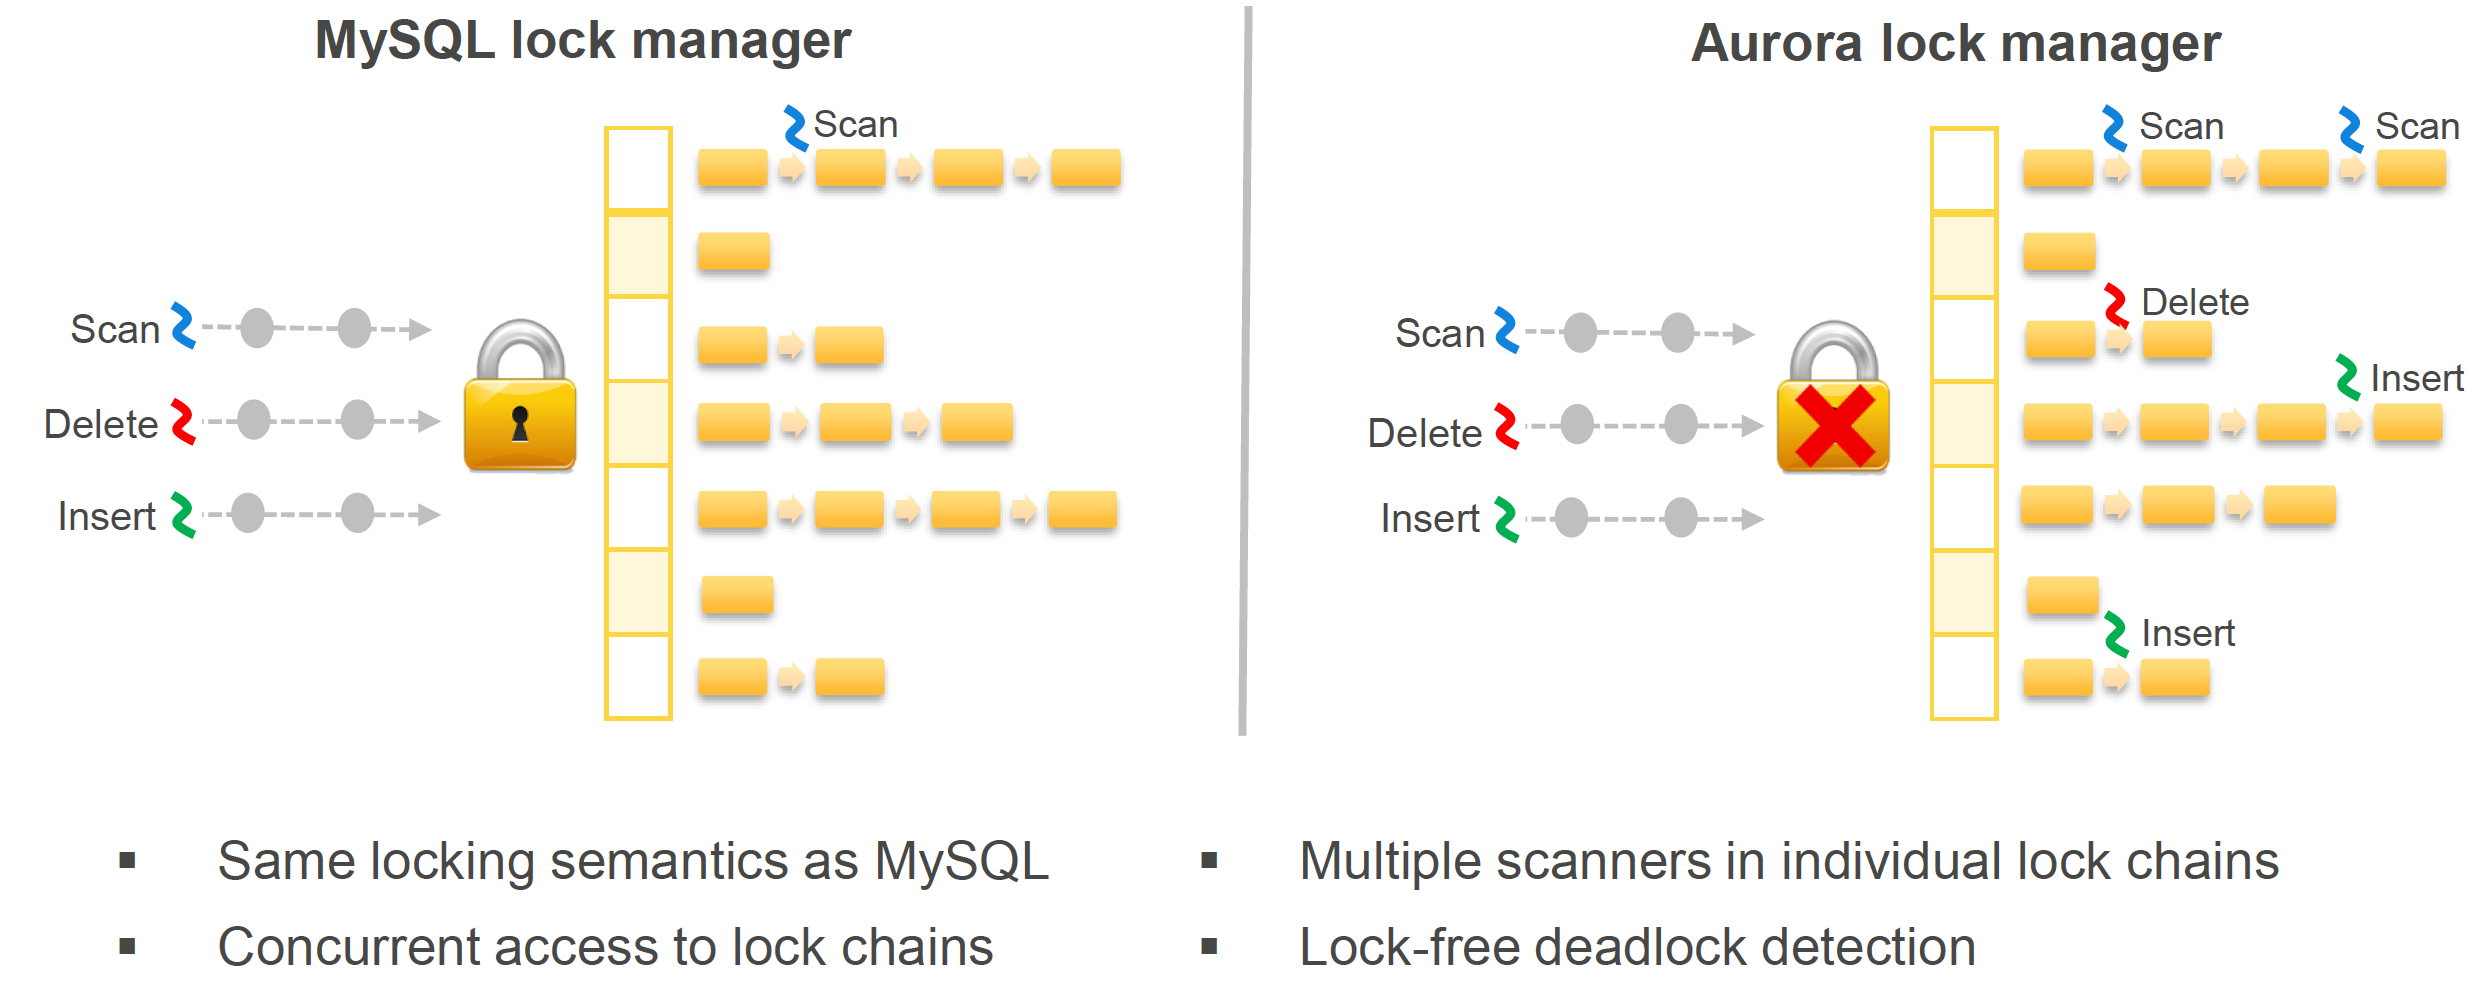 MySQL lock manager
Scan
Scan
Delete
Insert
Aurora lock manager
Scan
Scan
Delete
Insert
Insert
Scan
Delete
Insert
▪ Same locking semantics as MySQL
▪ Concurrent access to lock chains
▪ Multiple scanners in individual lock chains
▪ Lock-free deadlock detection